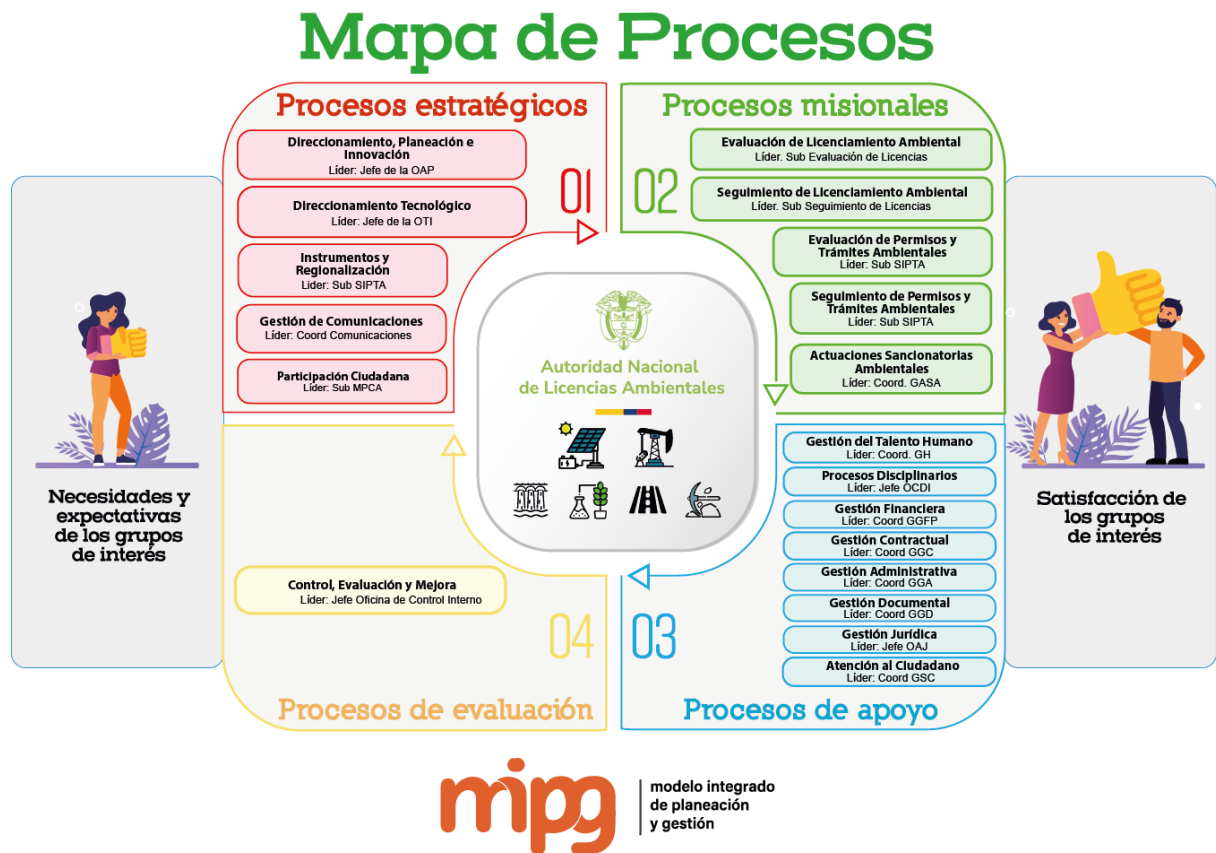 Mapa de Procesos
Procesos estratégicos
01
Direccionamiento, Planeación e
Innovación
Líder: Jefe de la OAP
Direccionamiento Tecnológico
Líder: Jefe de la OTI
Instrumentos y
Regionalización
Lider: Sub SIPTA
Gestión de Comunicaciones
Líder: Coord Comunicaciones
Participación Ciudadana
Líder: Sub MPCA
Procesos misionales
02
Evaluación de Licenciamiento Ambiental
Líder. Sub Evaluación de Licencias
Seguimiento de Licenciamiento Ambiental
Líder. Sub Seguimiento de Licencias
Evaluación de Permisos y
Trámites Ambientales
Líder: Sub SIPTA
Seguimiento de Permisos y
Trámites Ambientales
Líder: Sub SIPTA
Actuaciones Sancionatorias
Ambientales
Líder: Coord. GASA
Autoridad Nacional
de Licencias Ambientales
Necesidades y
expectativas
de los grupos
de interés
Satisfacción de
los grupos
de interés
Gestión del Talento Humano
Líder: Coord. GH
Procesos Disciplinarios
Líder: Jefe OCDI
Gestión Financiera
Líder: Coord GGFP
Gestión Contractual
Líder: Coord GGC
Gestión Administrativa
Líder: Coord GGA
Gestión Documental
Líder: Coord GGD
Gestión Jurídica
Líder: Jefe OAJ
Atención al Ciudadano
Líder: Coord GSC
03
Procesos de apoyo
Control, Evaluación y Mejora
Líder: Jefe Oficina de Control Interno
04
Procesos de evaluación
mipg
modelo integrado
de planeación
y gestión